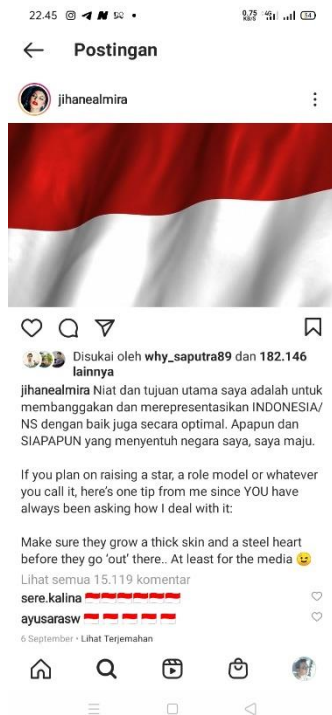 22.45
0,75 KB/S 4G 34
Postingan
jihanealmira
Disukai oleh why_saputra89 dan 182.146
lainnya
jihanealmira Niat dan tujuan utama saya adalah untuk
membanggakan dan merepresentasikan INDONESIA/
NS dengan baik juga secara optimal. Apapun dan
SIAPAPUN yang menyentuh negara saya, saya maju.
If you plan on raising a star, a role model or whatever
you call it, here's one tip from me since YOU have
always been asking how I deal with it:
Make sure they grow a thick skin and a steel heart
before they go 'out' there.. At least for the media 😉
Lihat semua 15.119 komentar
sere.kalina 🇮🇩🇮🇩🇮🇩🇮🇩🇮🇩🇮🇩
ayusarasw 🇮🇩🇮🇩🇮🇩🇮🇩🇮🇩
6 September • Lihat Terjemahan